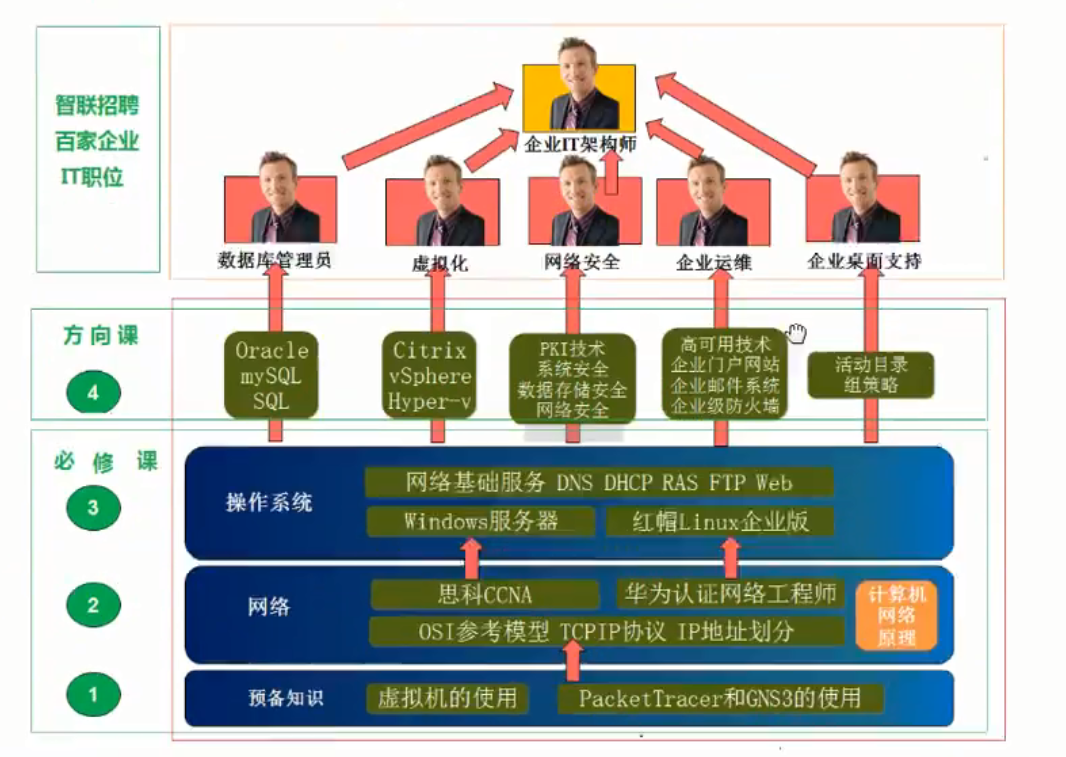 智联招聘
百家企业
IT职位
企业IT架构师
数据库管理员
虚拟化
网络安全
企业运维
企业桌面支持
方向课
4
Oracle
mySQL
SQL
Citrix
vSphere
Hyper-v
PKI技术
系统安全
数据存储安全
网络安全
高可用技术
企业门户网站
企业邮件系统
企业级防火墙
活动目录
组策略
必修课
3
操作系统
网络基础服务 DNS DHCP RAS FTP Web
Windows服务器
红帽Linux企业版
2
网络
思科CCNA
华为认证网络工程师
OSI参考模型 TCPIP协议 IP地址划分
计算机
网络
原理
1
预备知识
虚拟机的使用
PacketTracer和GNS3的使用